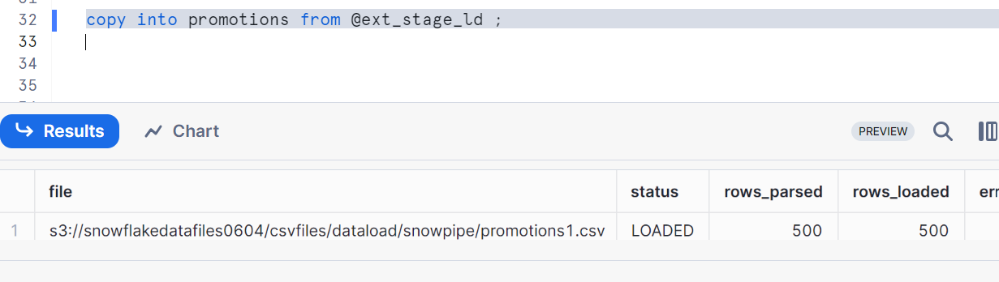 32 copy into promotions from @ext_stage_ld ;
33
34
35
Results Chart PREVIEW
file status rows_parsed rows_loaded
1 s3://snowflakedatafiles0604/csvfiles/dataload/snowpipe/promotions1.csv LOADED 500 500